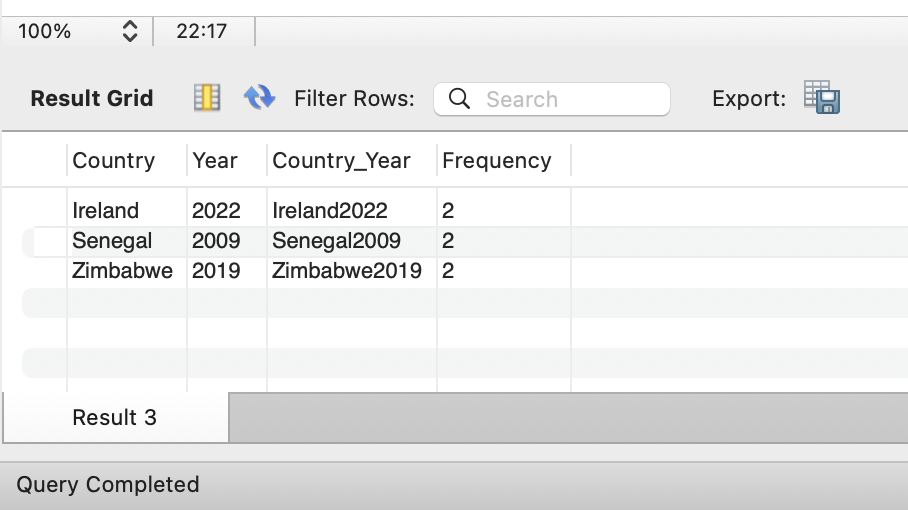 100% 22:17
Result Grid Filter Rows: Search Export:
Country Year Country_Year Frequency
Ireland 2022 Ireland2022 2
Senegal 2009 Senegal2009 2
Zimbabwe 2019 Zimbabwe2019 2
Result 3
Query Completed